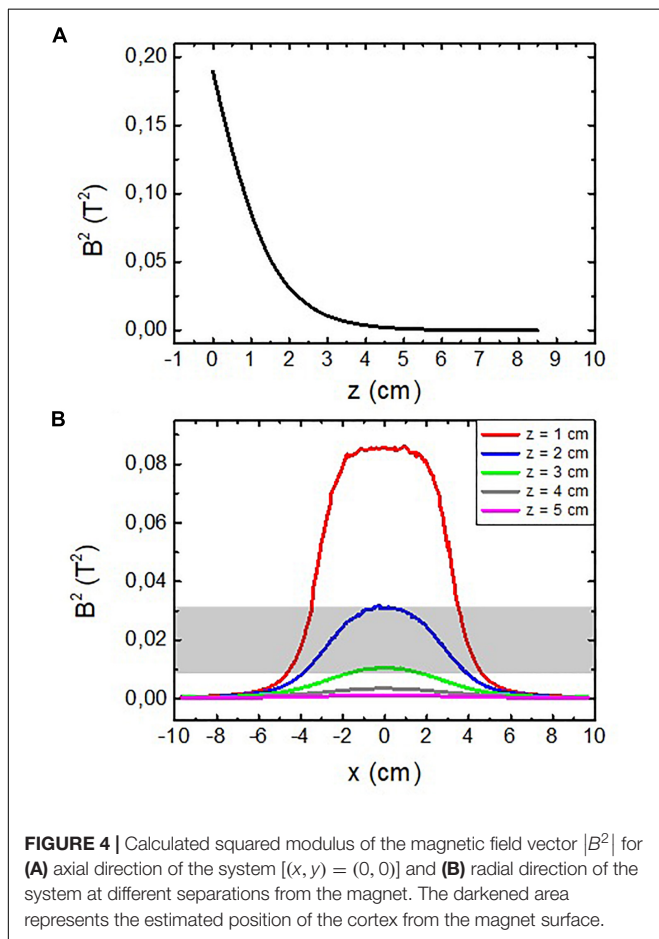 A
0,20
0,15
0,10
0,05
0,00
B² (T²)
-1 0 1 2 3 4 5 6 7 8 9 10
z (cm)
B
z = 1 cm
z = 2 cm
z = 3 cm
z = 4 cm
z = 5 cm
0,08
0,06
0,04
0,02
0,00
B² (T²)
-10 -8 -6 -4 -2 0 2 4 6 8 10
x (cm)
FIGURE 4 | Calculated squared modulus of the magnetic field vector |B²| for
(A) axial direction of the system [(x, y) = (0, 0)] and (B) radial direction of the
system at different separations from the magnet. The darkened area
represents the estimated position of the cortex from the magnet surface.